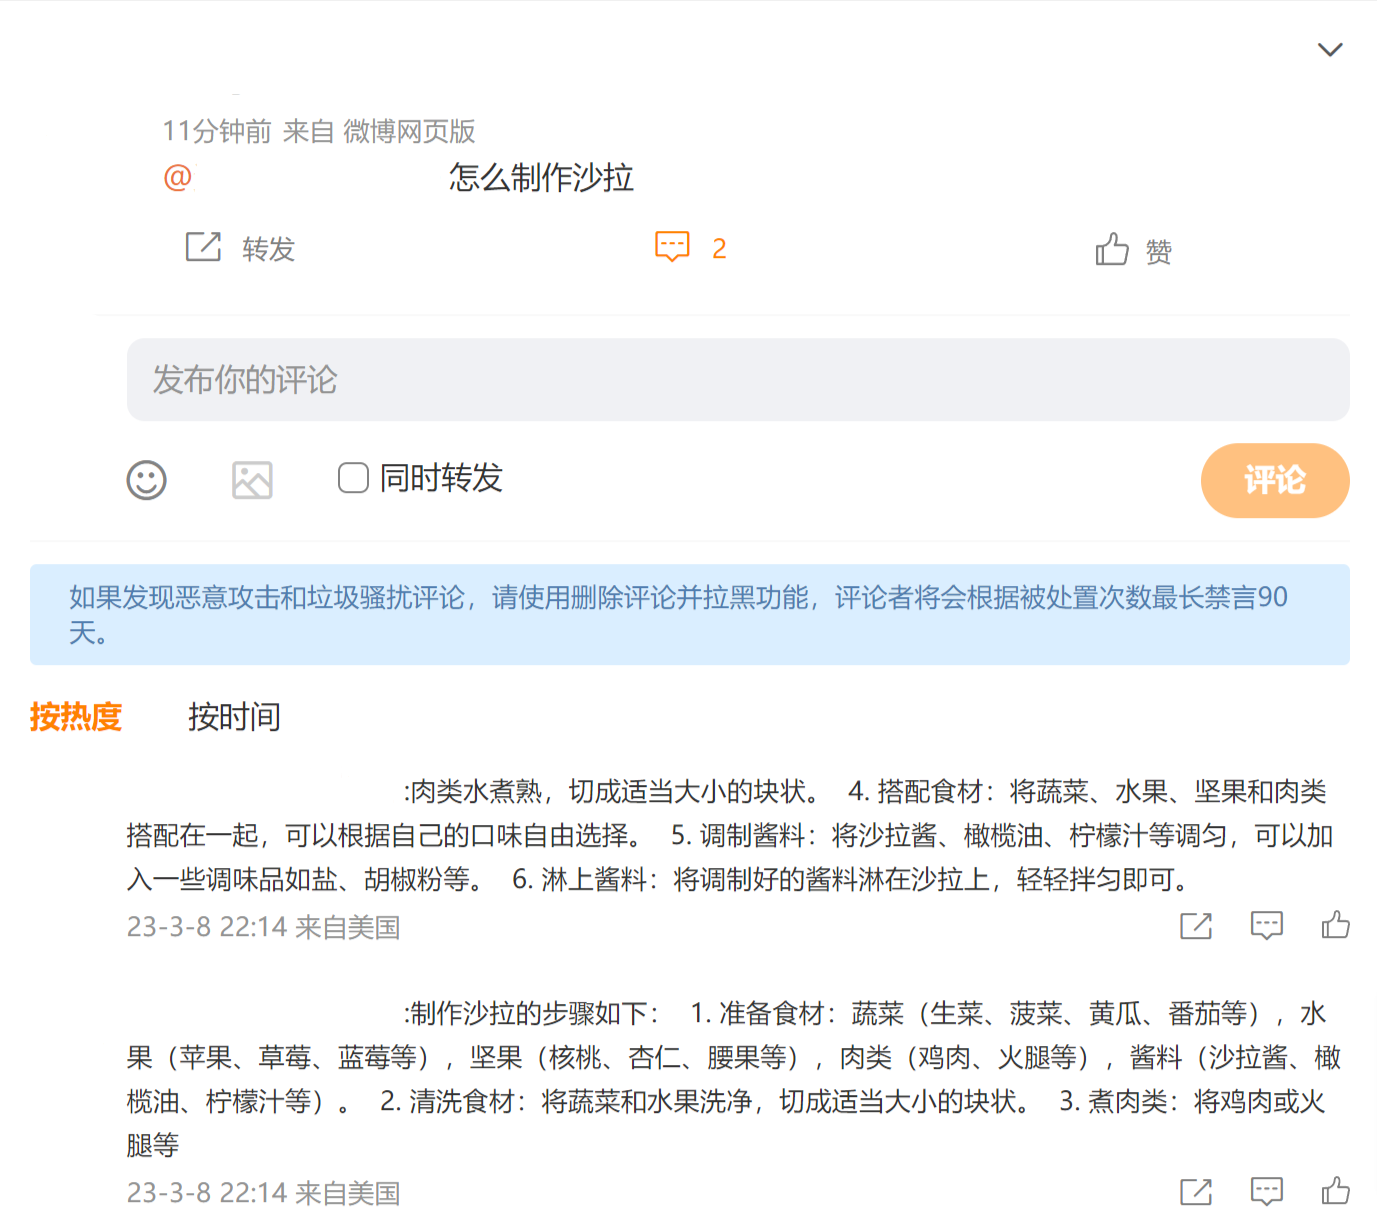 11分钟前 来自 微博网页版
@ 怎么制作沙拉
转发 2 赞
发布你的评论
同时转发 评论
如果发现恶意攻击和垃圾骚扰评论，请使用删除评论并拉黑功能，评论者将会根据被处置次数最长禁言90
天。
按热度 按时间
:肉类水煮熟，切成适当大小的块状。 4. 搭配食材：将蔬菜、水果、坚果和肉类
搭配在一起，可以根据自己的口味自由选择。 5. 调制酱料：将沙拉酱、橄榄油、柠檬汁等调匀，可以加
入一些调味品如盐、胡椒粉等。 6. 淋上酱料：将调制好的酱料淋在沙拉上，轻轻拌匀即可。
23-3-8 22:14 来自美国
:制作沙拉的步骤如下： 1. 准备食材：蔬菜（生菜、菠菜、黄瓜、番茄等），水
果（苹果、草莓、蓝莓等），坚果（核桃、杏仁、腰果等），肉类（鸡肉、火腿等），酱料（沙拉酱、橄
榄油、柠檬汁等）。 2. 清洗食材：将蔬菜和水果洗净，切成适当大小的块状。 3. 煮肉类：将鸡肉或火
腿等
23-3-8 22:14 来自美国